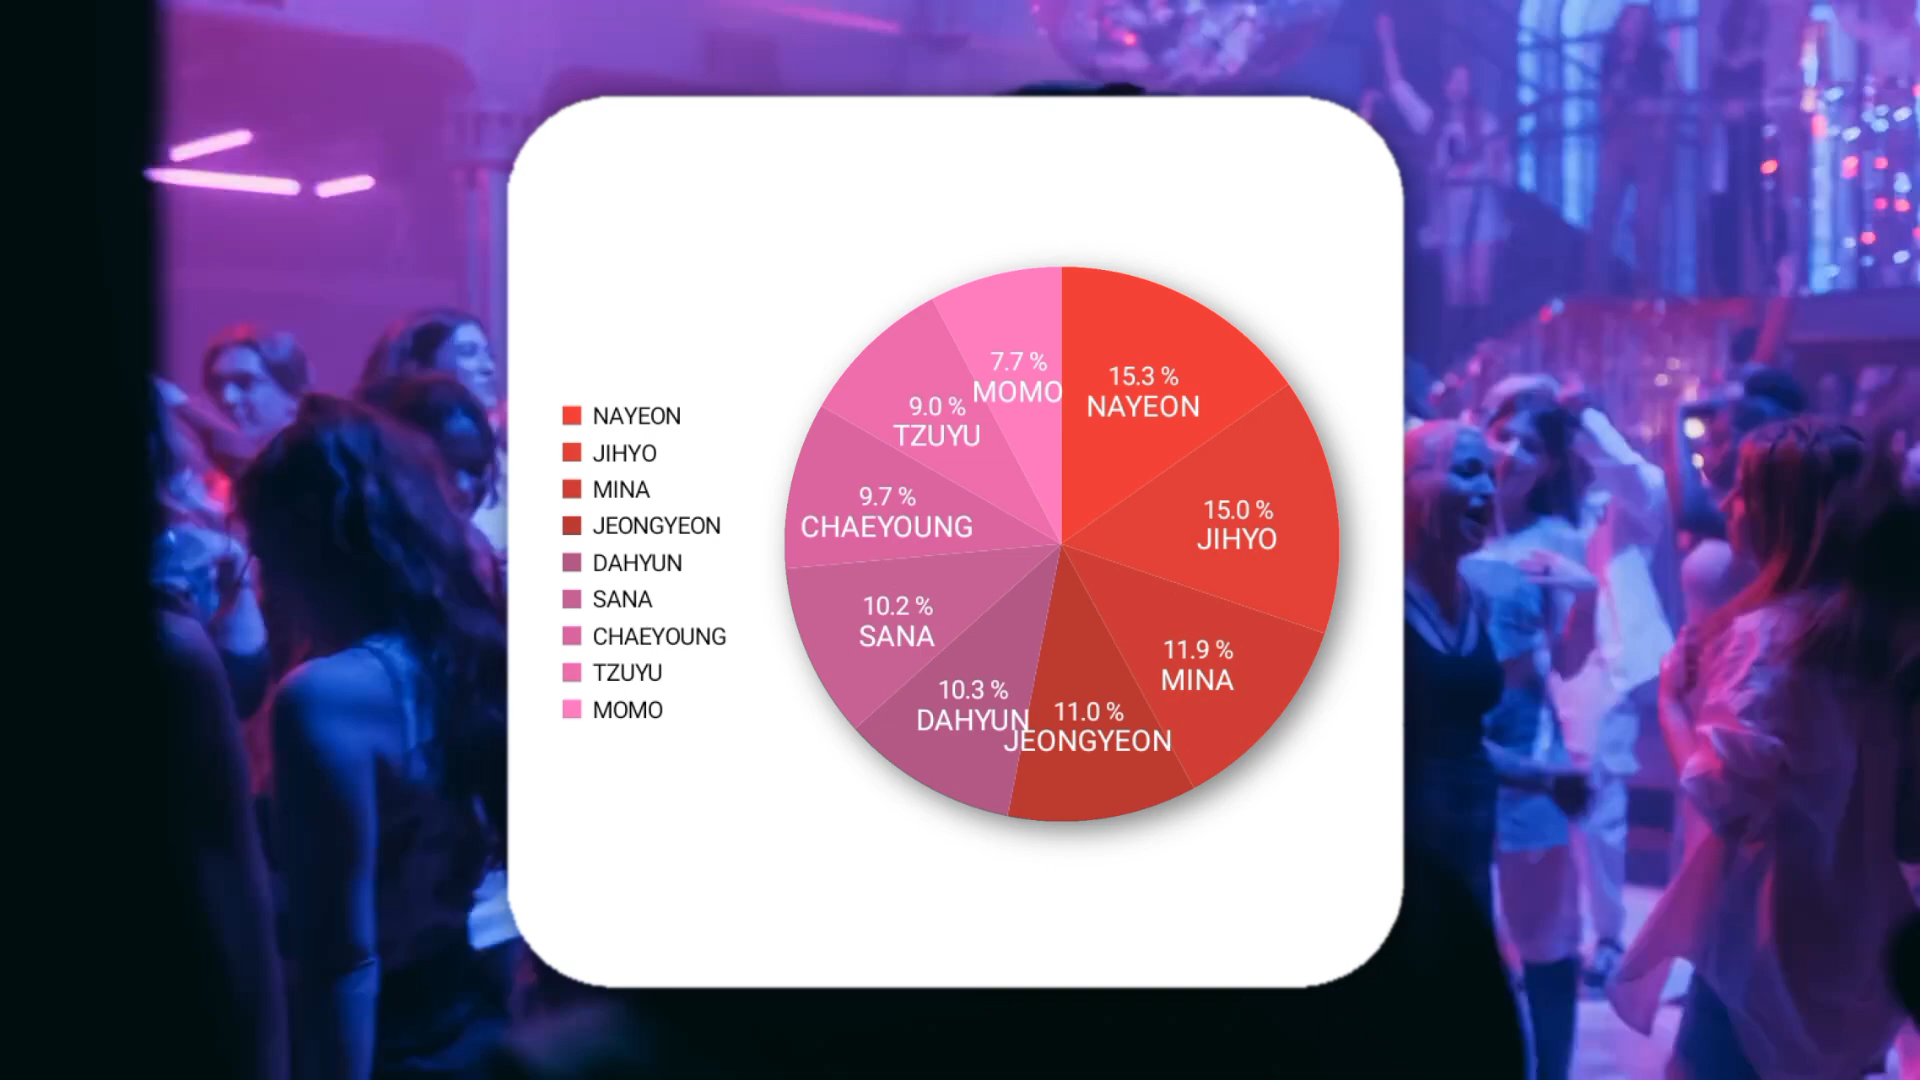 NAYEON
JIHYO
MINA
JEONGYEON
DAHYUN
SANA
CHAEYOUNG
TZUYU
MOMO
7.7 %
MOMO
15.3 %
NAYEON
9.0 %
TZUYU
9.7 %
CHAEYOUNG
15.0 %
JIHYO
10.2 %
SANA
11.9 %
MINA
10.3 %
DAHYUN
11.0 %
JEONGYEON